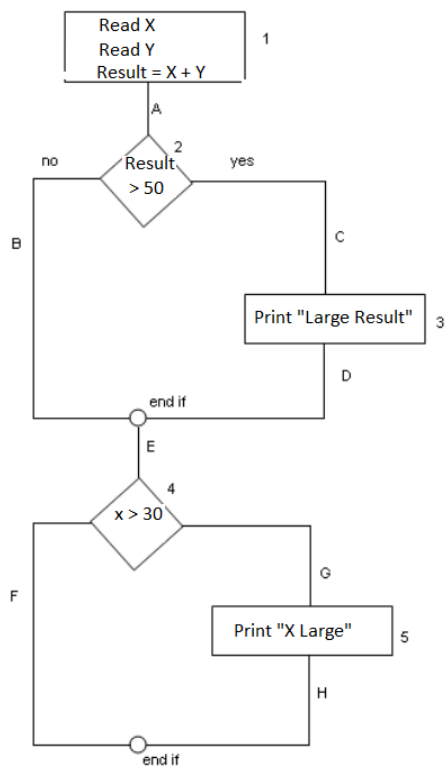 Read X
Read Y
Result = X + Y
1
A
2
no
Result
> 50
yes
B
C
Print "Large Result"
3
D
end if
E
4
x > 30
F
G
Print "X Large"
5
H
end if